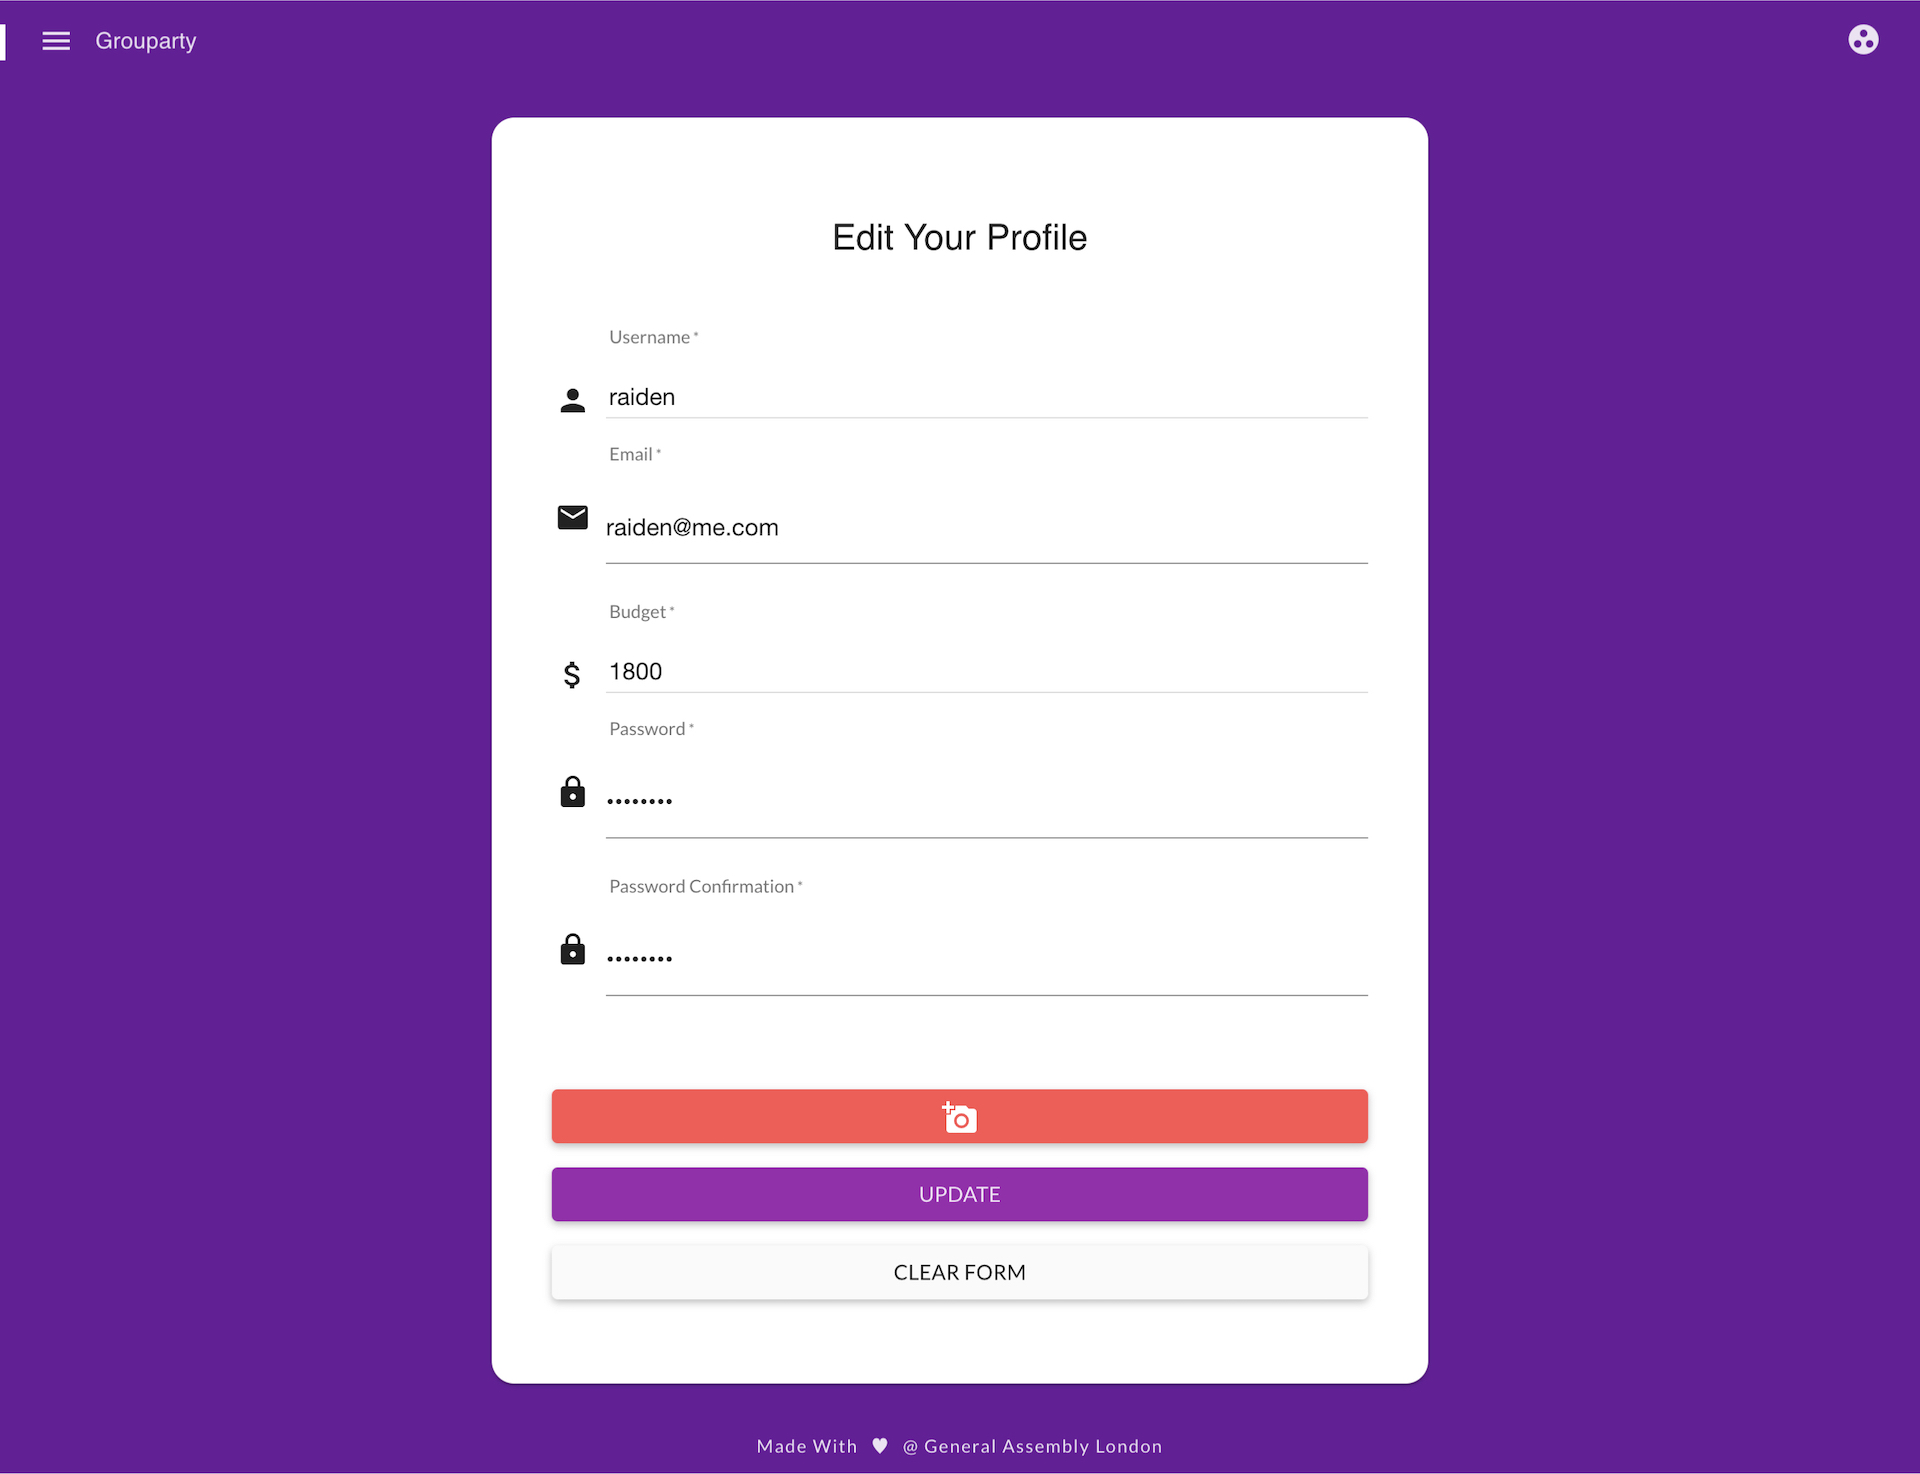 Grouparty
Edit Your Profile
Username *
raiden
Email *
raiden@me.com
Budget *
$ 1800
Password *
••••••••
Password Confirmation *
••••••••
UPDATE
CLEAR FORM
Made With ♥ @ General Assembly London